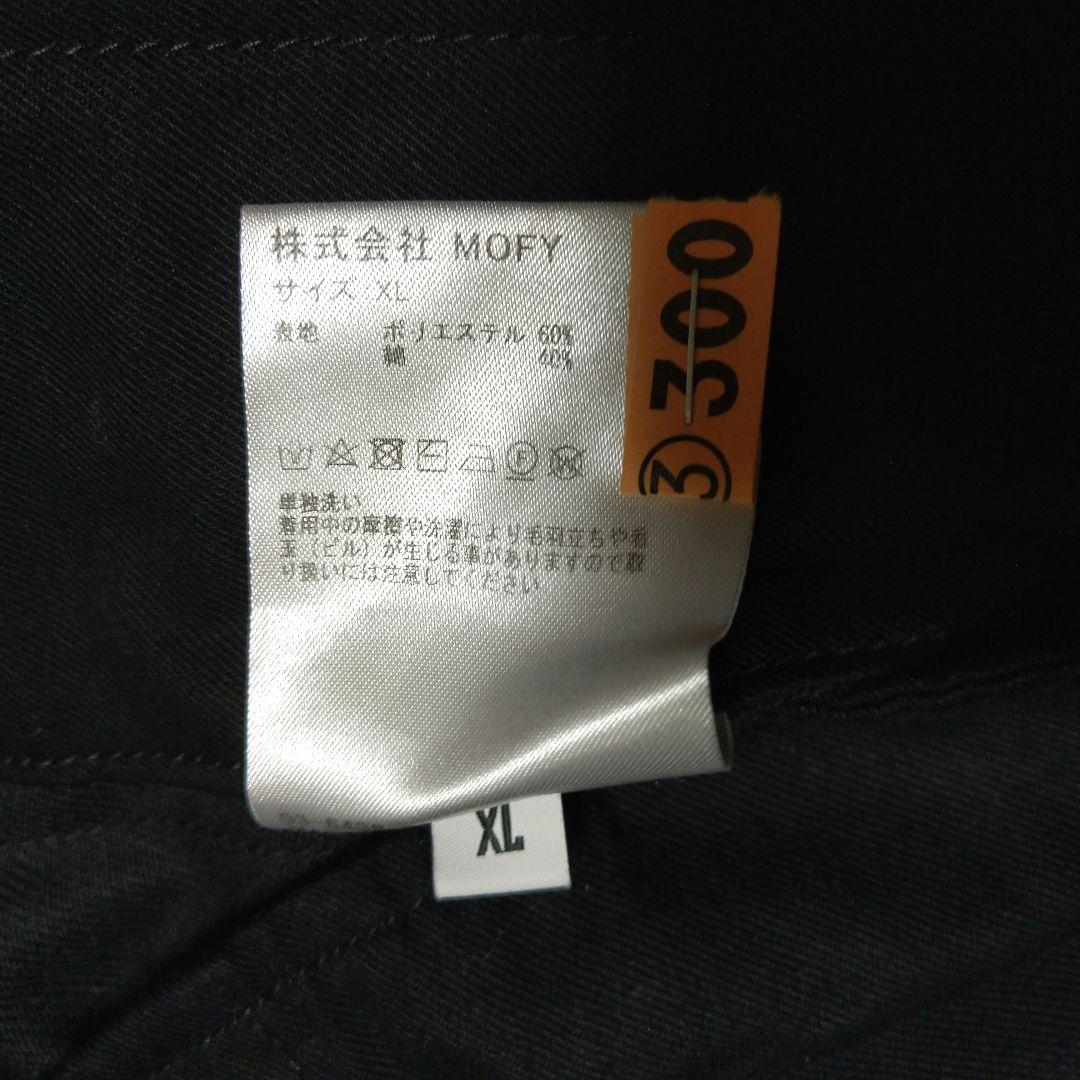 株式会社 MOFY
サイズ XL
表地 ポリエステル 60%
綿 40%
単独洗い
着用中の摩擦や洗濯により毛羽立ちや毛
玉（ピル）が生じる事がありますので取
り扱いには注意してください
③300
XL